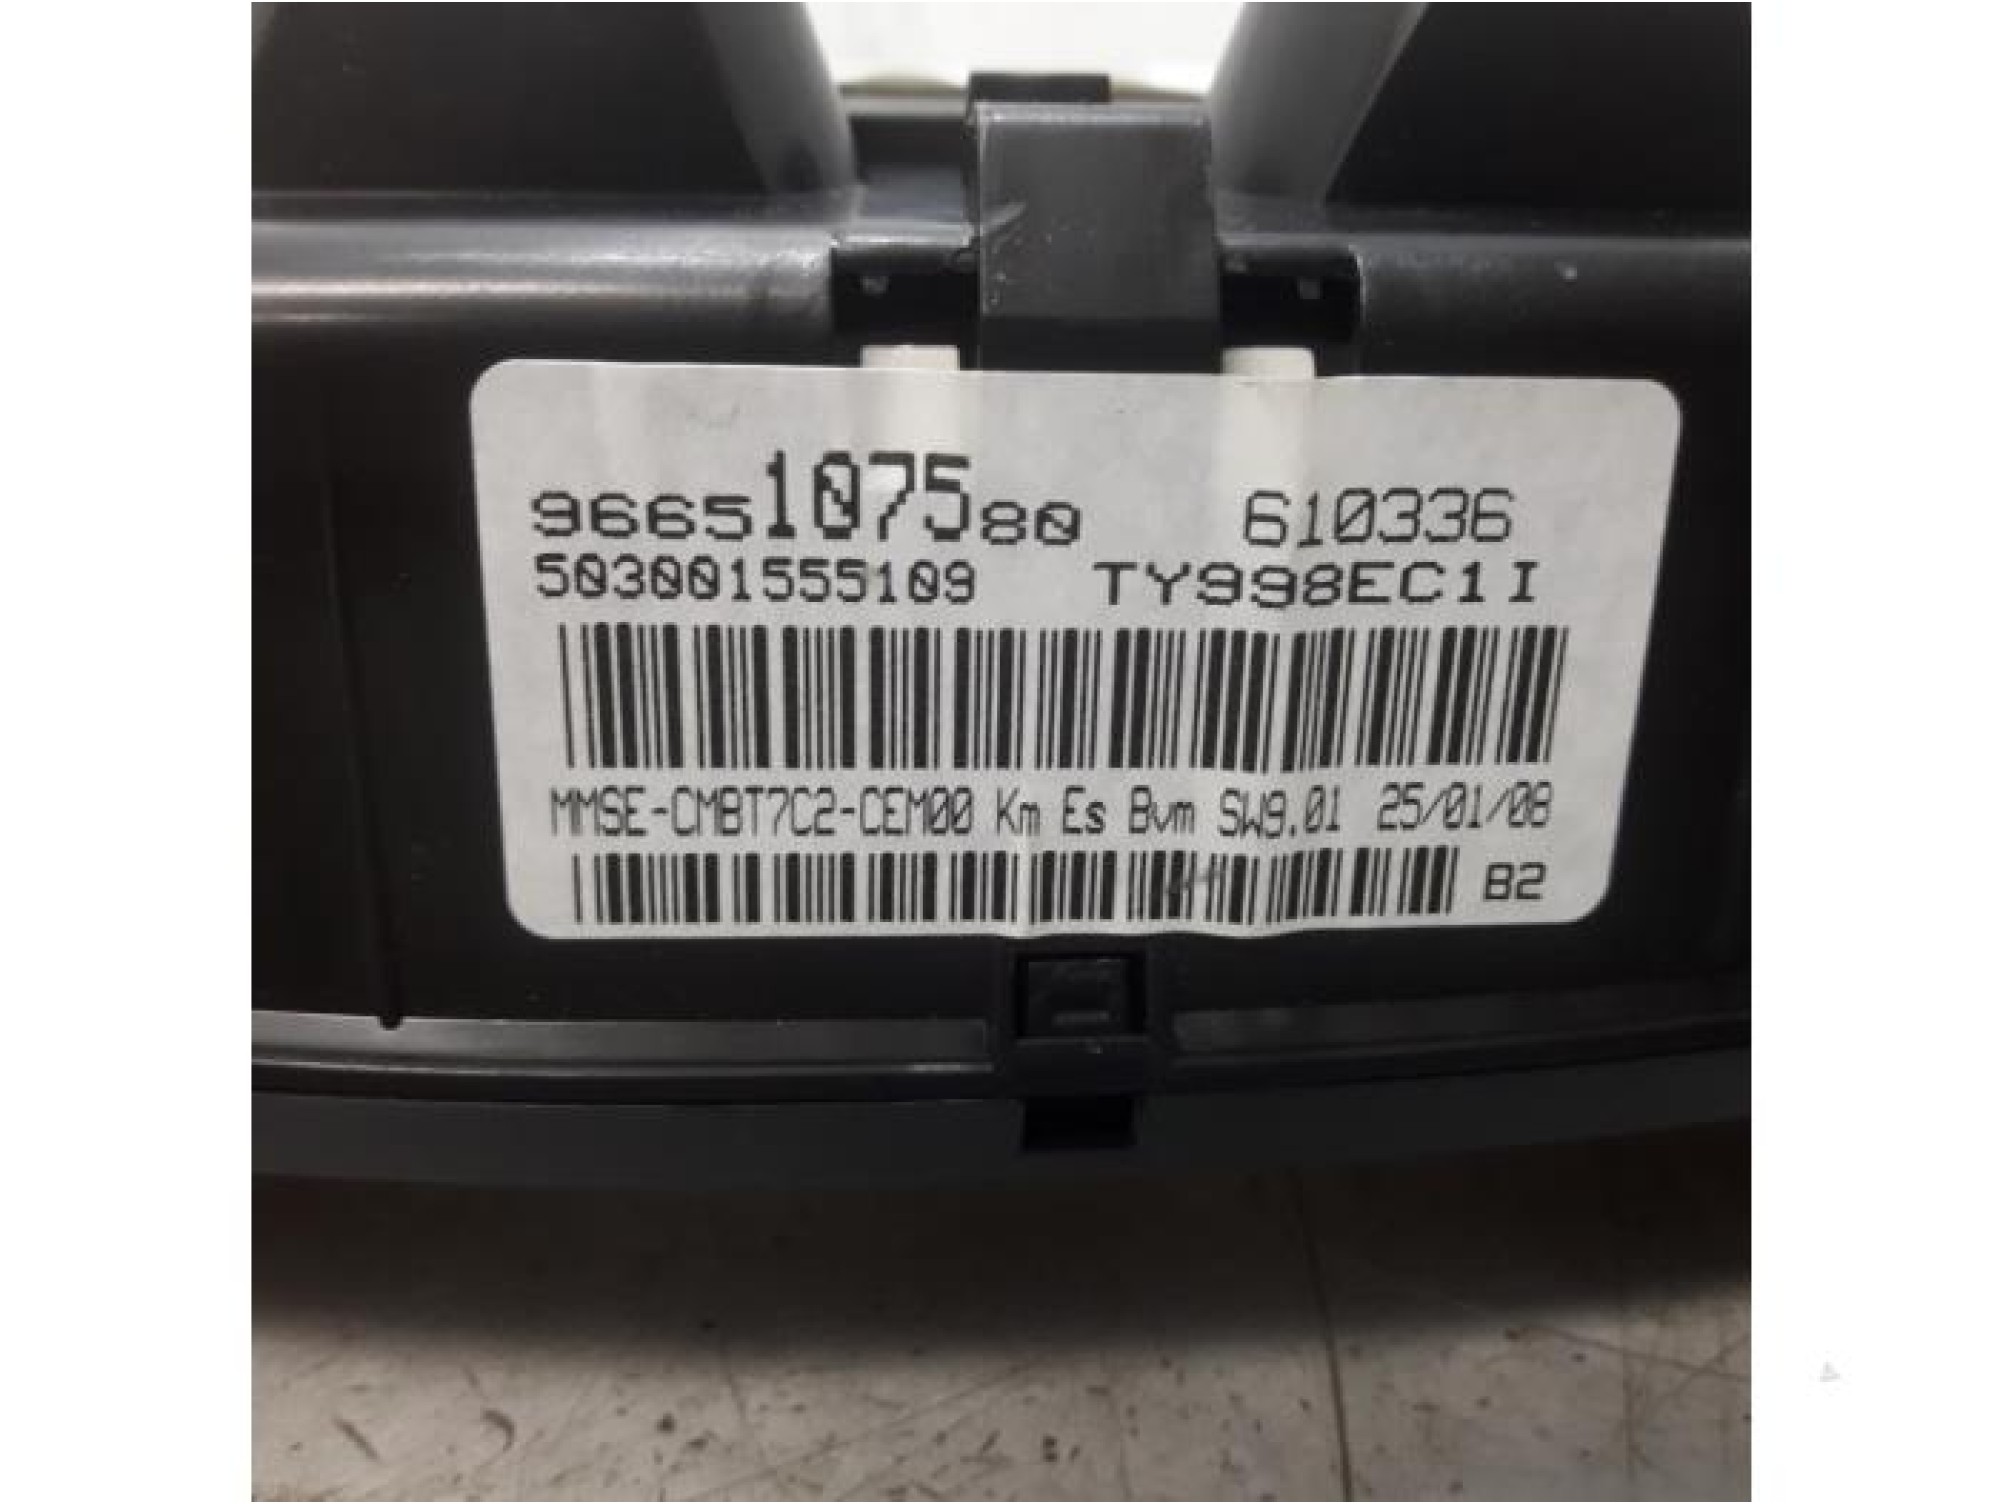 9665107580 610336
503001555109 TY998EC1I
MMSE-CMBT7C2-CEM00 Km Es Bvm SW9.01 25/01/08
B2